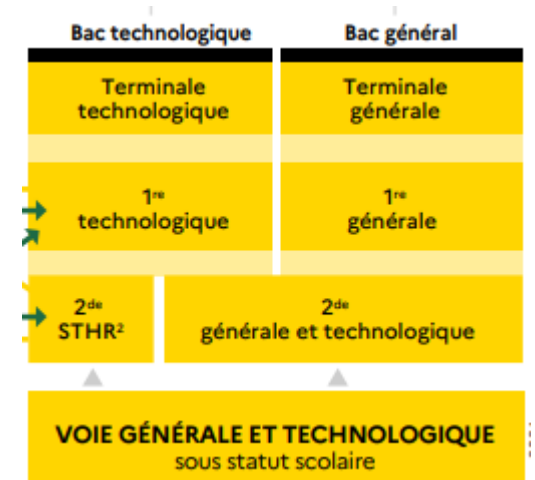 Bac technologique
Bac général
Terminale
technologique
Terminale
générale
1re
technologique
1re
générale
2de
STHR²
2de
générale et technologique
VOIE GÉNÉRALE ET TECHNOLOGIQUE
sous statut scolaire